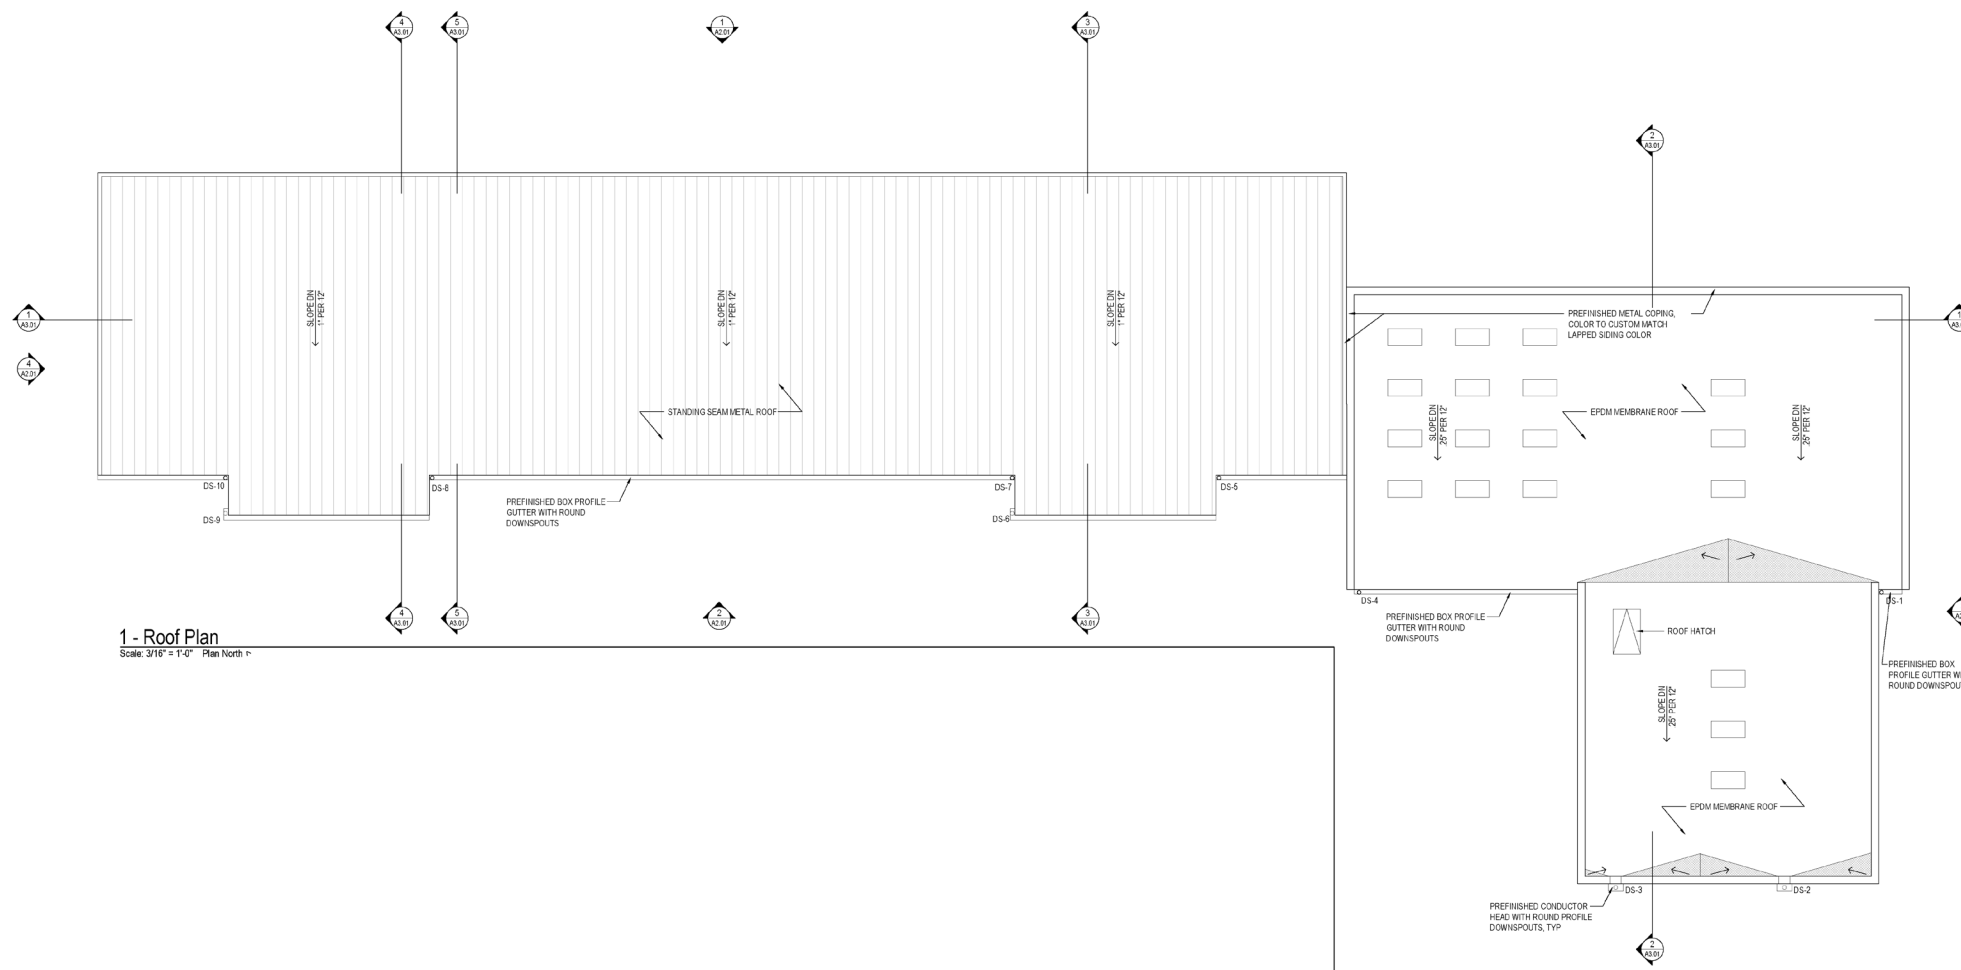 4
A3.01
5
A3.01
1
A2.01
3
A3.01
2
A3.01
SLOPE DN
1" PER 12"
SLOPE DN
1" PER 12"
SLOPE DN
1" PER 12"
1
A3.01
4
A2.01
PREFINISHED METAL COPING,
COLOR TO CUSTOM MATCH
LAPPED SIDING COLOR
1
STANDING SEAM METAL ROOF
EPDM MEMBRANE ROOF
SLOPE DN
.25" PER 12"
SLOPE DN
.25" PER 12"
DS-10
DS-8
DS-7
DS-5
PREFINISHED BOX PROFILE
GUTTER WITH ROUND
DOWNSPOUTS
DS-9
DS-6
DS-4
DS-1
4
A3.01
5
A3.01
2
A2.01
3
A3.01
PREFINISHED BOX PROFILE
GUTTER WITH ROUND
DOWNSPOUTS
ROOF HATCH
1 - Roof Plan
Scale: 3/16" = 1'-0" Plan North
PREFINISHED BOX
PROFILE GUTTER
ROUND
SLOPE DN
.25" PER 12"
EPDM MEMBRANE ROOF
DS-3
DS-2
PREFINISHED CONDUCTOR
HEAD WITH ROUND PROFILE
DOWNSPOUTS, TYP
2
A3.01